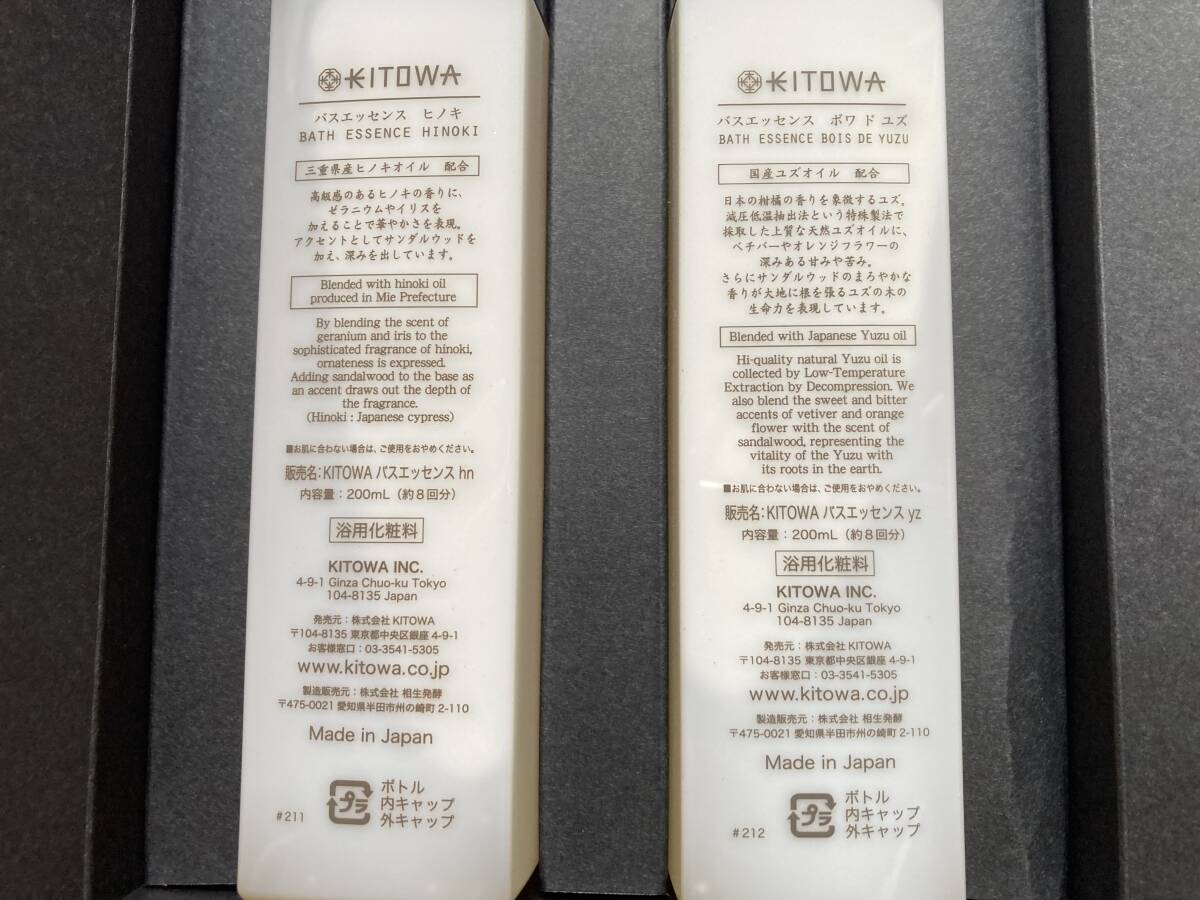 KITOWA
バスエッセンス ヒノキ
BATH ESSENCE HINOKI
三重県産ヒノキオイル 配合
高級感のあるヒノキの香りに、
ゼラニウムやイリスを
加えることで華やかさを表現。
アクセントとしてサンダルウッドを
加え、深みを出しています。
Blended with hinoki oil
produced in Mie Prefecture
By blending the scent of
geranium and iris to the
sophisticated fragrance of hinoki,
ornateness is expressed.
Adding sandalwood to the base as
an accent draws out the depth of
the fragrance.
(Hinoki : Japanese cypress)
■お肌に合わない場合は、ご使用をおやめください。
販売名:KITOWA バスエッセンス hn
内容量：200mL（約8回分）
浴用化粧料
KITOWA INC.
4-9-1 Ginza Chuo-ku Tokyo
104-8135 Japan
発売元：株式会社 KITOWA
〒104-8135 東京都中央区銀座 4-9-1
お客様窓口：03-3541-5305
www.kitowa.co.jp
製造販売元：株式会社 相生発酵
〒475-0021 愛知県半田市州の崎町 2-110
Made in Japan
#211
プラ
ボトル
内キャップ
外キャップ
KITOWA
バスエッセンス ボワ ド ユズ
BATH ESSENCE BOIS DE YUZU
国産ユズオイル 配合
日本の柑橘の香りを象徴するユズ。
減圧低温抽出法という特殊製法で
採取した上質な天然ユズオイルに、
ベチバーやオレンジフラワーの
深みある甘みや苦み。
さらにサンダルウッドのまろやかな
香りが大地に根を張るユズの木の
生命力を表現しています。
Blended with Japanese Yuzu oil
Hi-quality natural Yuzu oil is
collected by Low-Temperature
Extraction by Decompression. We
also blend the sweet and bitter
accents of vetiver and orange
flower with the scent of
sandalwood, representing the
vitality of the Yuzu with
its roots in the earth.
■お肌に合わない場合は、ご使用をおやめください。
販売名:KITOWA バスエッセンス yz
内容量：200mL（約8回分）
浴用化粧料
KITOWA INC.
4-9-1 Ginza Chuo-ku Tokyo
104-8135 Japan
発売元：株式会社 KITOWA
〒104-8135 東京都中央区銀座 4-9-1
お客様窓口：03-3541-5305
www.kitowa.co.jp
製造販売元：株式会社 相生発酵
〒475-0021 愛知県半田市州の崎町 2-110
Made in Japan
#212
プラ
ボトル
内キャップ
外キャップ